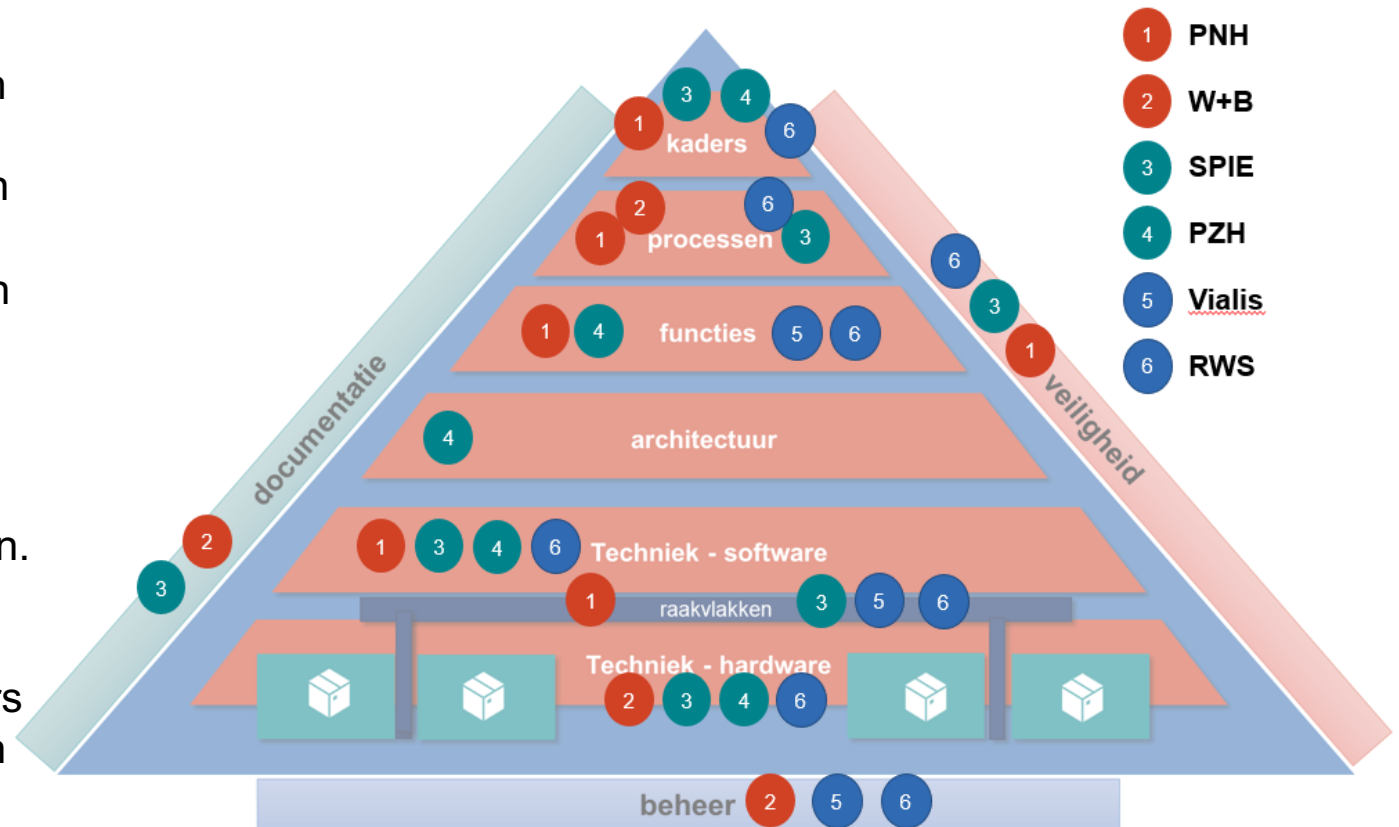 n
n
n
n.
rs
n
1 PNH
2 W+B
3 SPIE
4 PZH
5 Vialis
6 RWS
1 3 4 6
kaders
2 6
1 processen 3
1 4 functies 5 6
4 architectuur
1 3 4 6 Techniek - software
1 raakvlakken 3 5 6
Techniek - hardware
2 3 4 6
beheer 2 5 6
documentatie
2
3
6
3
1
veiligheid